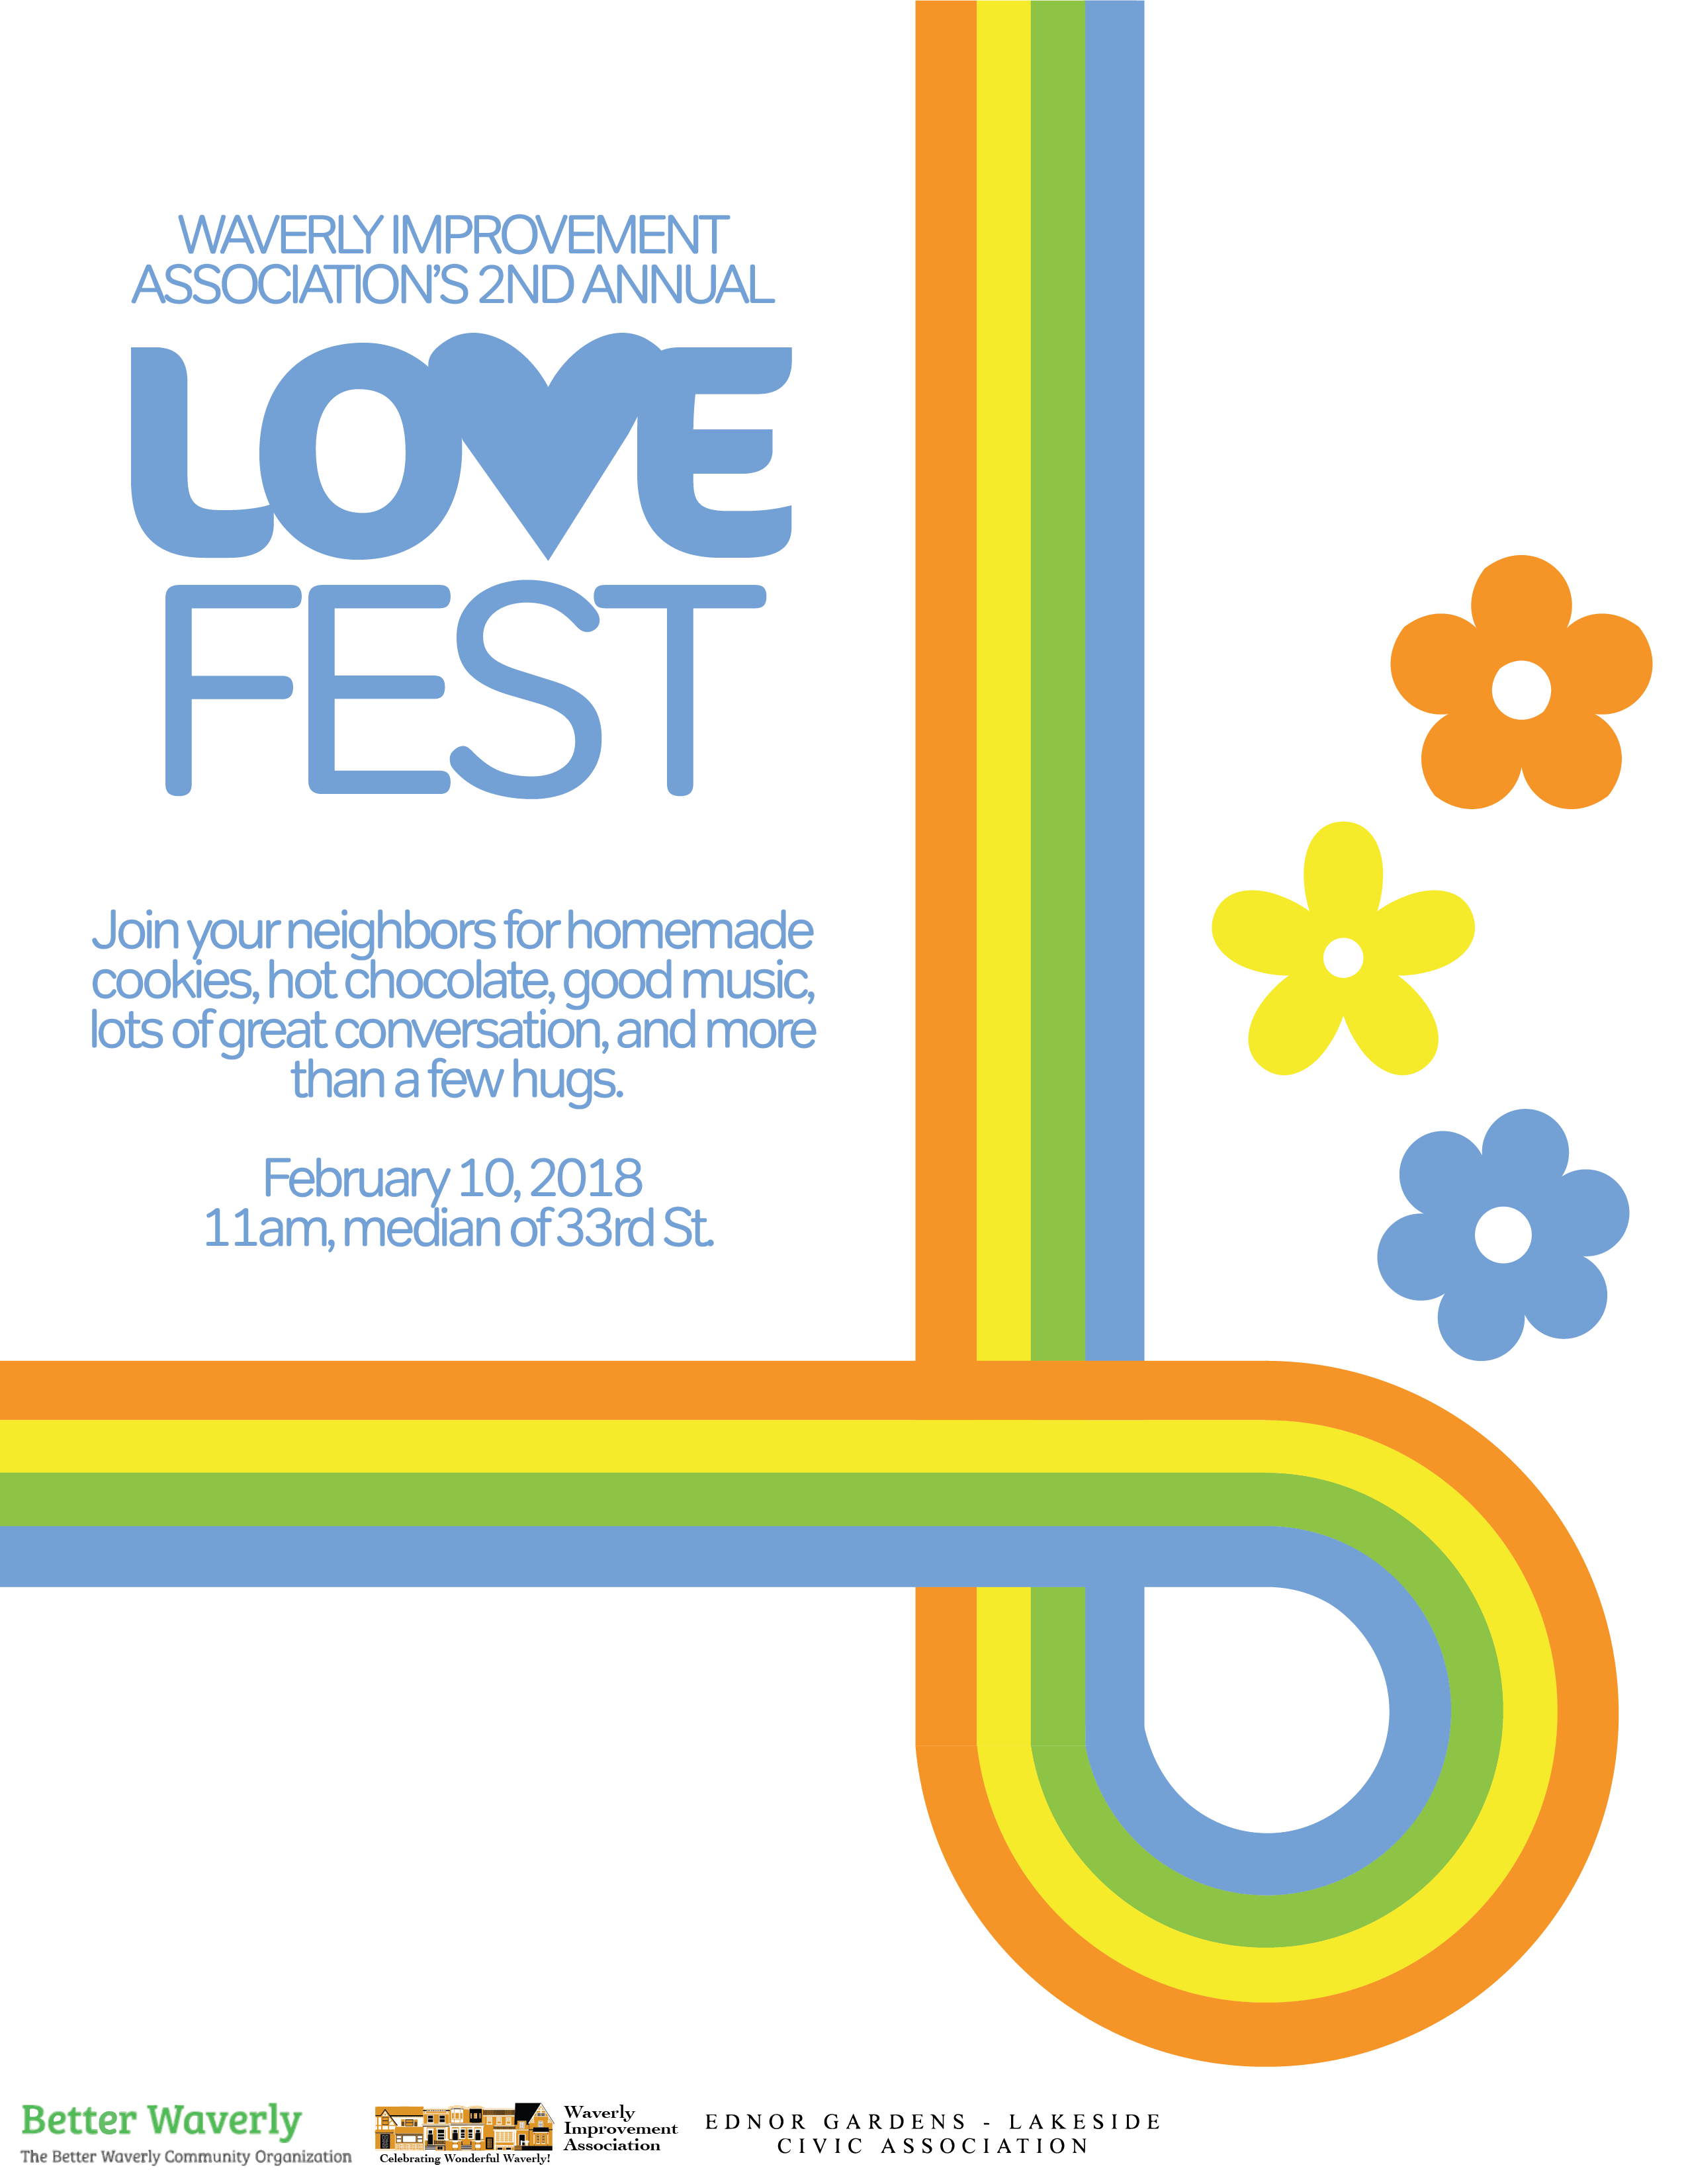 WAVERLY IMPROVEMENT
ASSOCIATION'S 2ND ANNUAL
LOVE
FEST
Join your neighbors for homemade
cookies, hot chocolate, good music,
lots of great conversation, and more
than a few hugs.
February 10, 2018
11am, median of 33rd St.
Better Waverly
The Better Waverly Community Organization
Waverly
Improvement
Association
Celebrating Wonderful Waverly!
EDNOR GARDENS - LAKESIDE
CIVIC ASSOCIATION